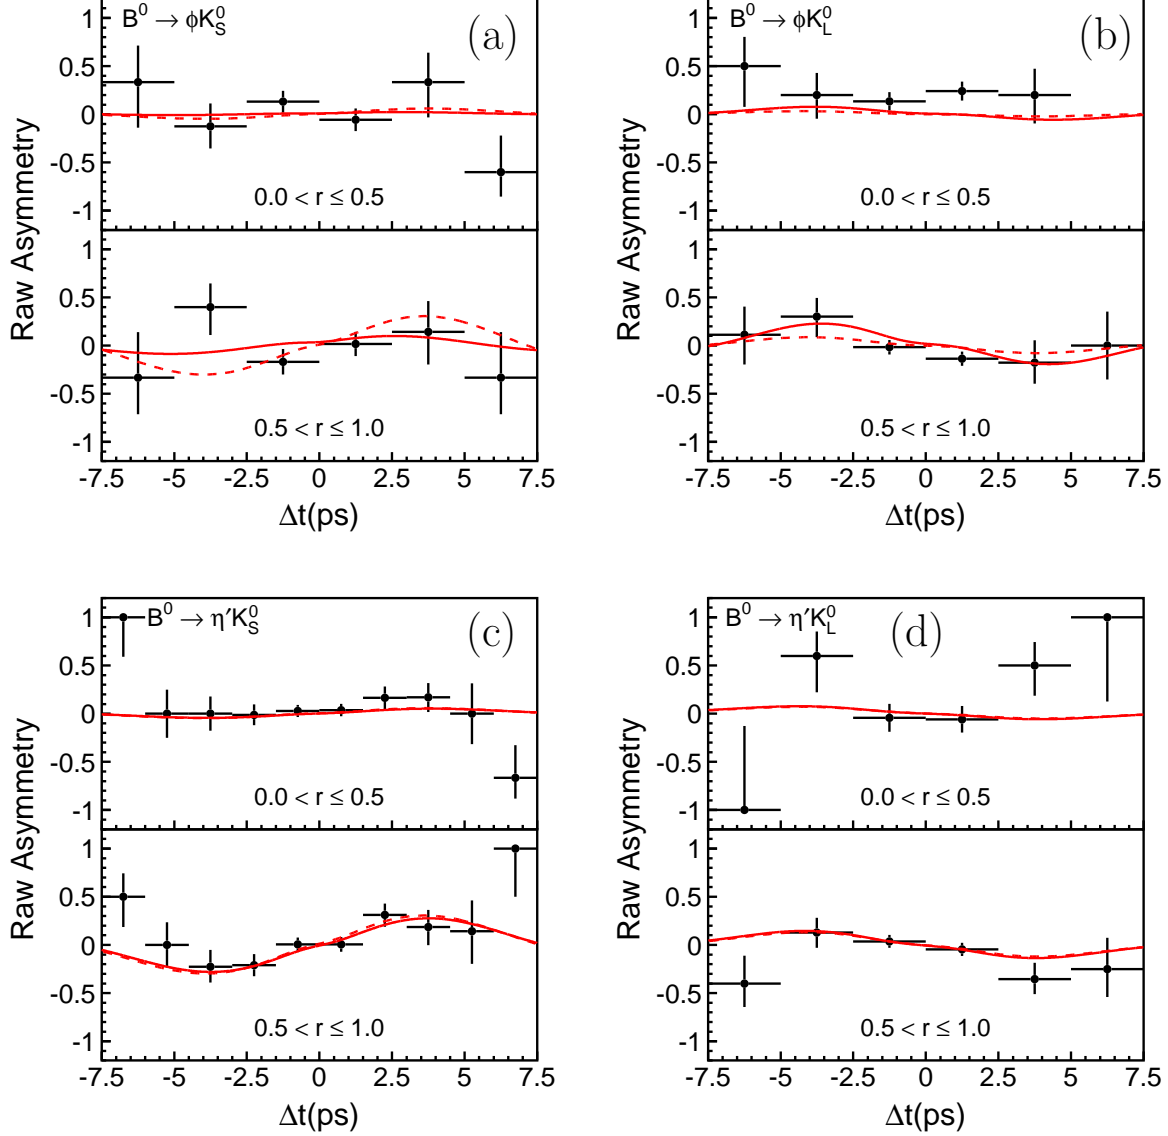 B⁰ → φK⁰_S (a)
Raw Asymmetry
0.5
0
-0.5
-1
0.0 < r ≤ 0.5
1
0.5
0
-0.5
-1
0.5 < r ≤ 1.0
-7.5 -5 -2.5 0 2.5 5 7.5
Δt(ps)
B⁰ → φK⁰_L (b)
Raw Asymmetry
0.5
0
-0.5
-1
0.0 < r ≤ 0.5
1
0.5
0
-0.5
-1
0.5 < r ≤ 1.0
-7.5 -5 -2.5 0 2.5 5 7.5
Δt(ps)
B⁰ → η′K⁰_S (c)
Raw Asymmetry
1
0.5
0
-0.5
-1
0.0 < r ≤ 0.5
1
0.5
0
-0.5
-1
0.5 < r ≤ 1.0
-7.5 -5 -2.5 0 2.5 5 7.5
Δt(ps)
B⁰ → η′K⁰_L (d)
Raw Asymmetry
1
0.5
0
-0.5
-1
0.0 < r ≤ 0.5
1
0.5
0
-0.5
-1
0.5 < r ≤ 1.0
-7.5 -5 -2.5 0 2.5 5 7.5
Δt(ps)